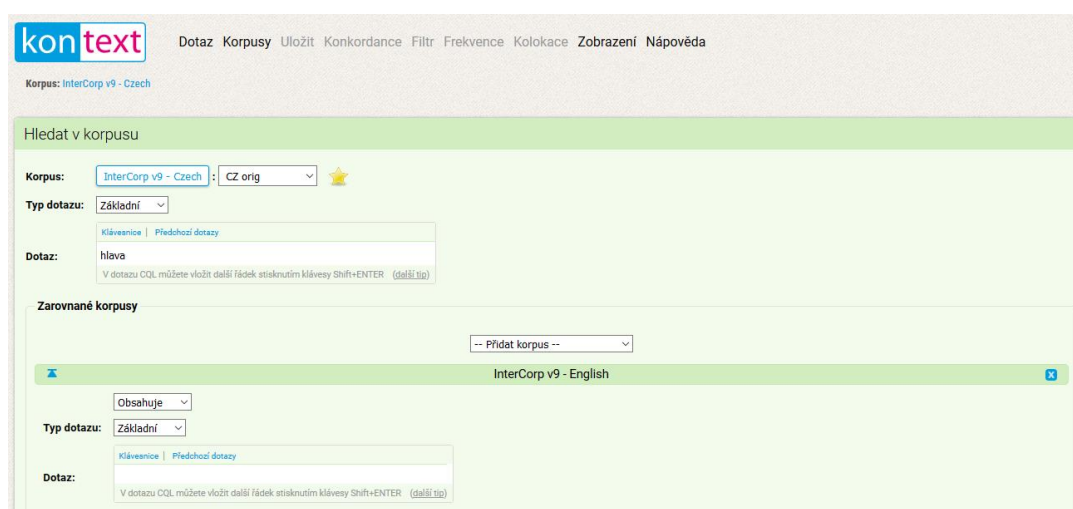 kontext
Dotaz Korpusy Uložit Konkordance Filtr Frekvence Kolokace Zobrazení Nápověda
Korpus: InterCorp v9 - Czech
Hledat v korpusu
Korpus: InterCorp v9 - Czech : CZ orig
Typ dotazu: Základní
Klávesnice | Předchozí dotazy
Dotaz: hlava
V dotazu CQL můžete vložit další řádek stisknutím klávesy Shift+ENTER (další tip)
Zarovnané korpusy
-- Přidat korpus --
InterCorp v9 - English
Obsahuje
Typ dotazu: Základní
Klávesnice | Předchozí dotazy
Dotaz:
V dotazu CQL můžete vložit další řádek stisknutím klávesy Shift+ENTER (další tip)